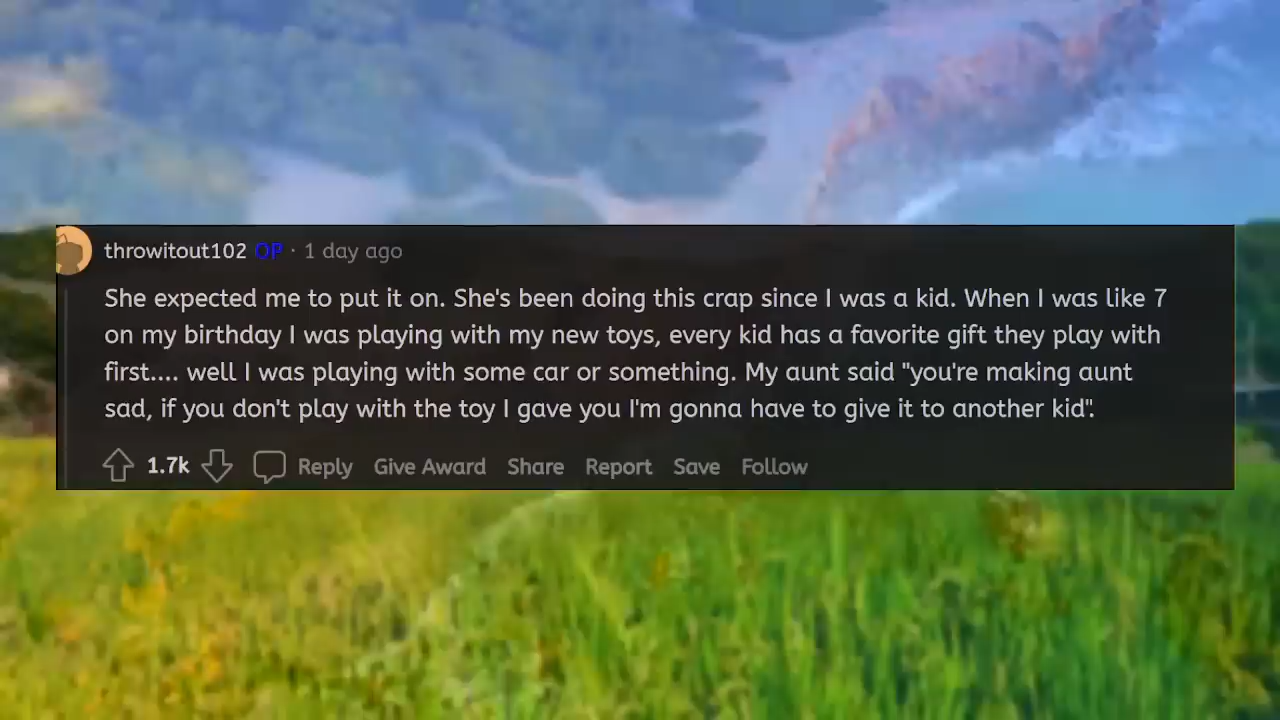 throwitout102 OP · 1 day ago
She expected me to put it on. She's been doing this crap since I was a kid. When I was like 7
on my birthday I was playing with my new toys, every kid has a favorite gift they play with
first.... well I was playing with some car or something. My aunt said "you're making aunt
sad, if you don't play with the toy I gave you I'm gonna have to give it to another kid".
1.7k Reply Give Award Share Report Save Follow